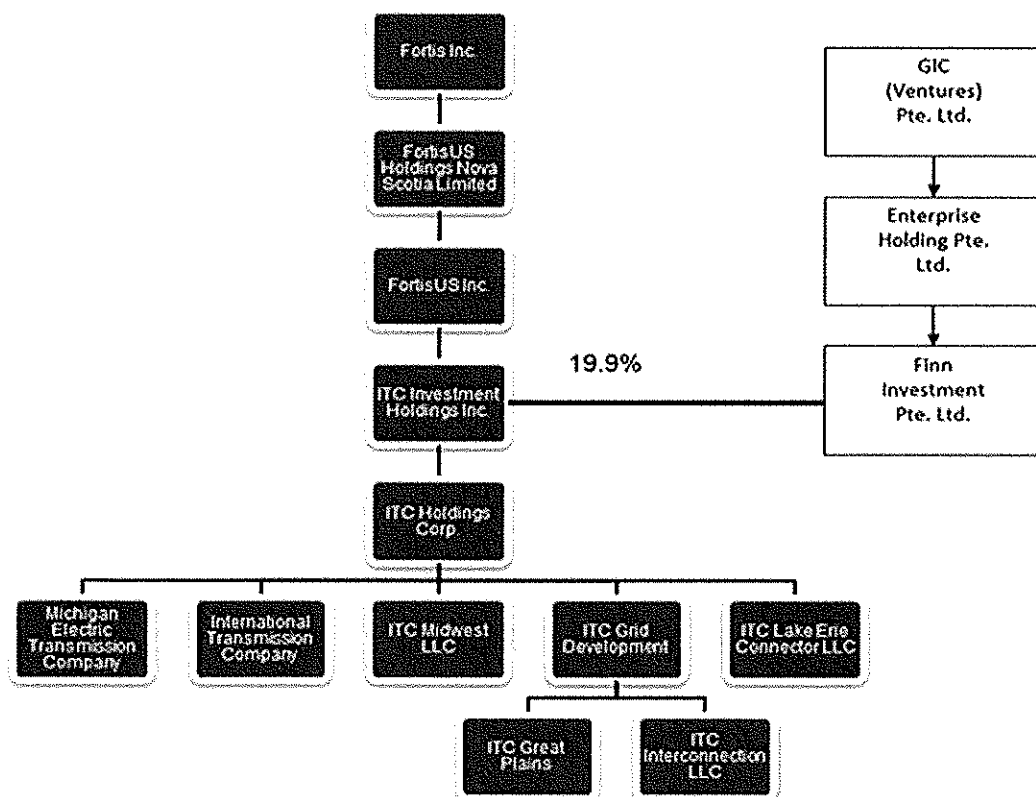 Fortis Inc.
FortisUS
Holdings Nova
Scotia Limited
FortisUS Inc.
ITC Investment
Holdings Inc.
ITC Holdings
Corp
GIC
(Ventures)
Pte. Ltd.
Enterprise
Holding Pte.
Ltd.
19.9%
Finn
Investment
Pte. Ltd.
Michigan
Electric
Transmission
Company
International
Transmission
Company
ITC Midwest
LLC
ITC Grid
Development
ITC Lake Erie
Connector LLC
ITC Great
Plains
ITC
Interconnection
LLC